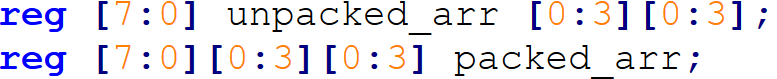 reg [7:0] unpacked_arr [0:3][0:3];
reg [7:0][0:3][0:3] packed_arr;